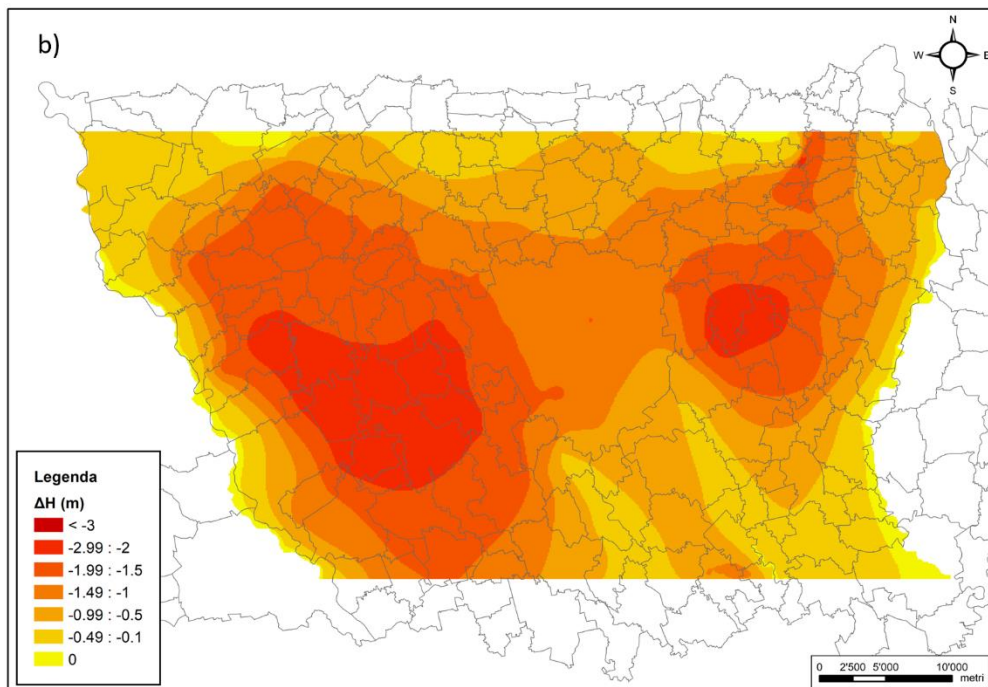 b)
N
W E
S
Legenda
ΔH (m)
< -3
-2.99 : -2
-1.99 : -1.5
-1.49 : -1
-0.99 : -0.5
-0.49 : -0.1
0
0 2'500 5'000 10'000
metri